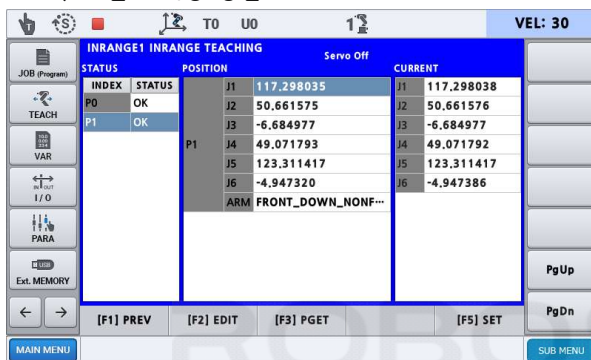 T0 U0 1 VEL: 30
INRANGE1 INRANGE TEACHING Servo Off
STATUS POSITION CURRENT
INDEX STATUS J1 117,298035 J1 117,298038
P0 OK J2 50,661575 J2 50,661576
P1 OK J3 -6,684977 J3 -6,684977
P1 J4 49,071793 J4 49,071792
J5 123,311417 J5 123,311417
J6 -4,947320 J6 -4,947386
ARM FRONT_DOWN_NONF···
JOB (Program)
TEACH
VAR
IN OUT
I / O
PARA
USB
Ext. MEMORY
PgUp
PgDn
[F1] PREV [F2] EDIT [F3] PGET [F5] SET
MAIN MENU SUB MENU